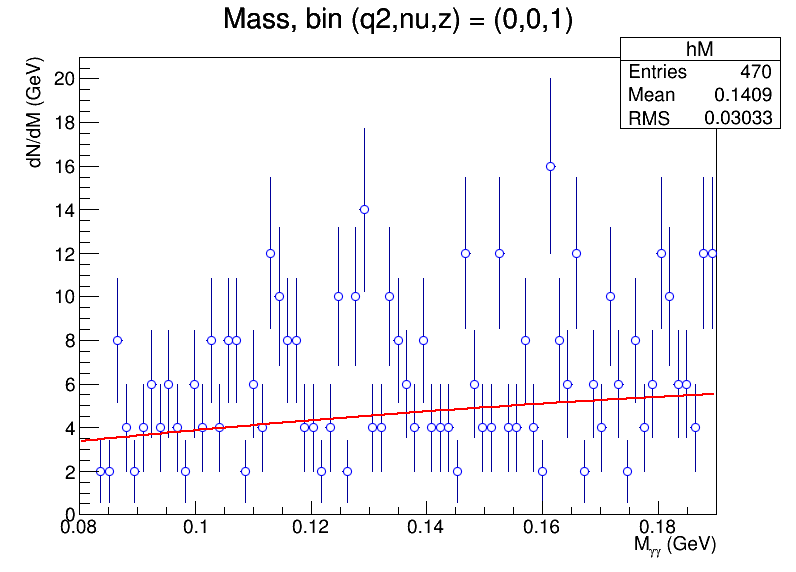 Mass, bin (q2,nu,z) = (0,0,1)
hM
Entries 470
Mean 0.1409
RMS 0.03033
dN/dM (GeV)
20
18
16
14
12
10
8
6
4
2
0
0.08 0.1 0.12 0.14 0.16 0.18
Mγγ (GeV)